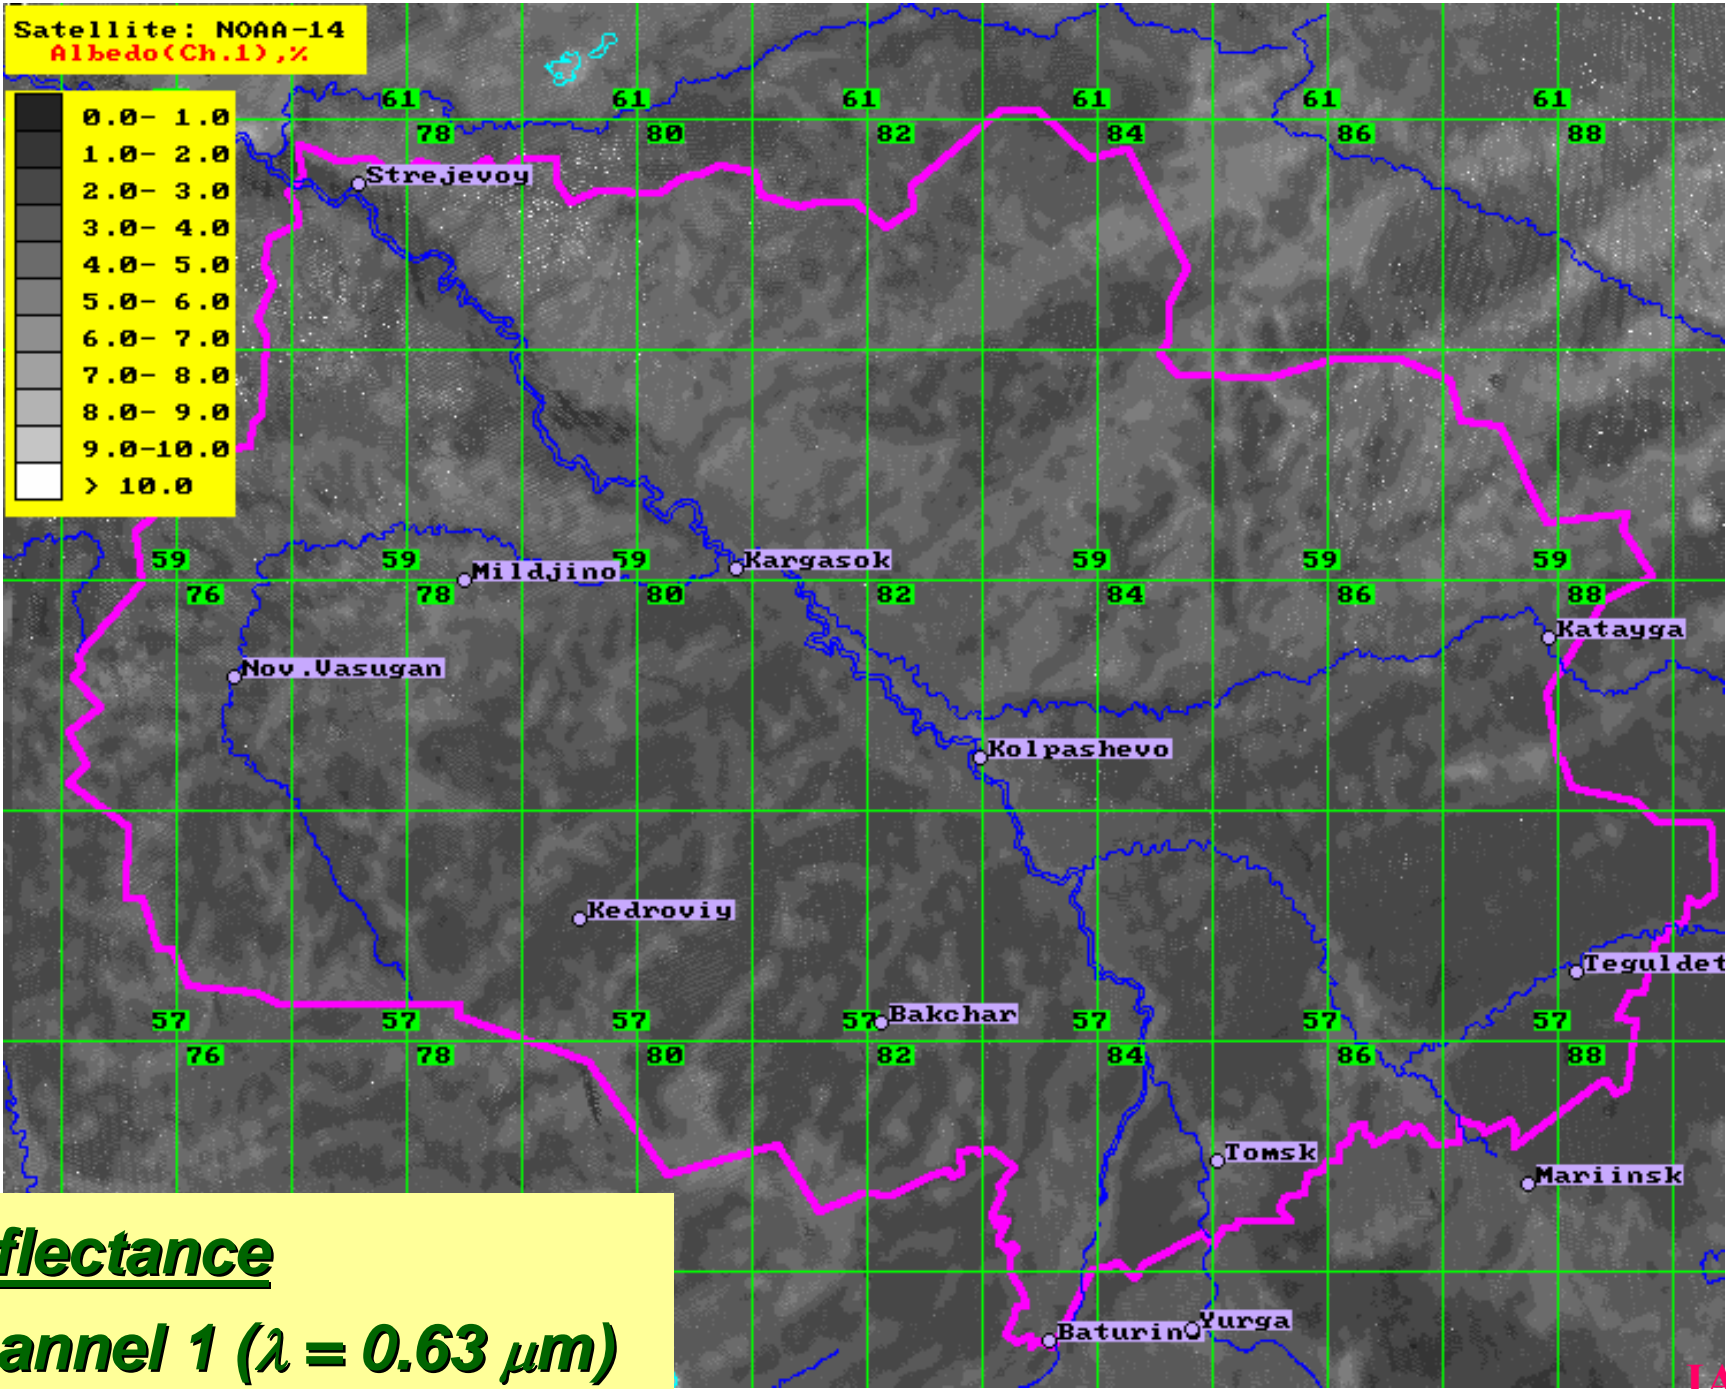 Satellite: NOAA-14
Albedo(Ch.1),%
0.0- 1.0
1.0- 2.0
2.0- 3.0
3.0- 4.0
4.0- 5.0
5.0- 6.0
6.0- 7.0
7.0- 8.0
8.0- 9.0
9.0-10.0
> 10.0
61 61 61 61 61 61
78 80 82 84 86 88
Strejevoy
59 59 59 59 59 59
Mildjino
Kargasok
76 78 80 82 84 86 88
Katayga
Nov.Vasugan
Kolpashevo
Kedroviy
Teguldet
Bakchar
57 57 57 57 57 57 57
76 78 80 82 84 86 88
Tomsk
Mariinsk
Yurga
Baturino
flectance
annel 1 (λ = 0.63 μm)